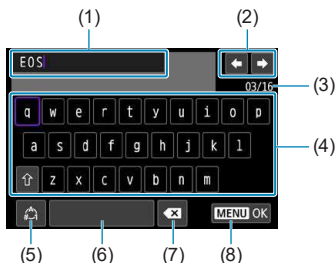 (1) (2)
EOS
03/16 (3)
q w e r t y u i o p
a s d f g h j k l (4)
z x c v b n m
MENU OK
(5) (6) (7) (8)